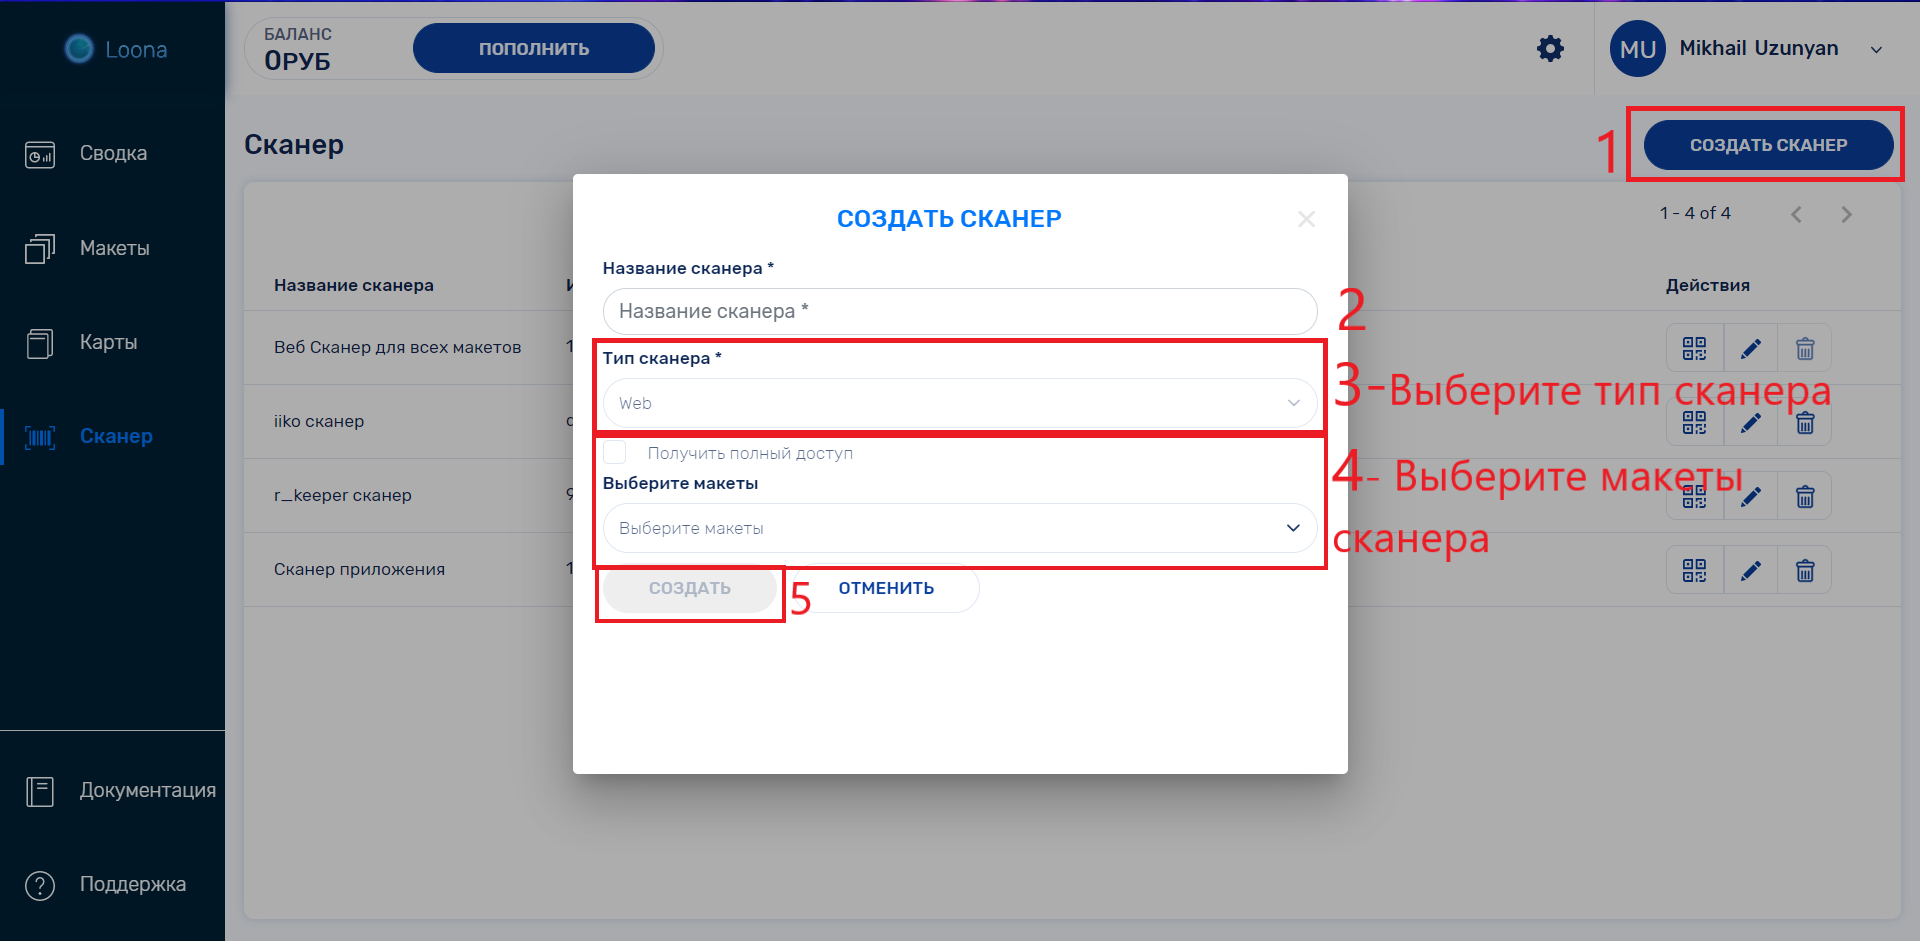 Loona
БАЛАНС
0РУБ
ПОПОЛНИТЬ
MU
Mikhail Uzunyan
Сводка
Макеты
Карты
Сканер
Документация
Поддержка
Сканер
1
СОЗДАТЬ СКАНЕР
1 - 4 of 4
Название сканера
Действия
Веб Сканер для всех макетов
iiko сканер
r_keeper сканер
Сканер приложения
СОЗДАТЬ СКАНЕР
Название сканера *
Название сканера *
2
Тип сканера *
Web
3-Выберите тип сканера
Получить полный доступ
Выберите макеты
Выберите макеты
4- Выберите макеты
сканера
СОЗДАТЬ
5
ОТМЕНИТЬ